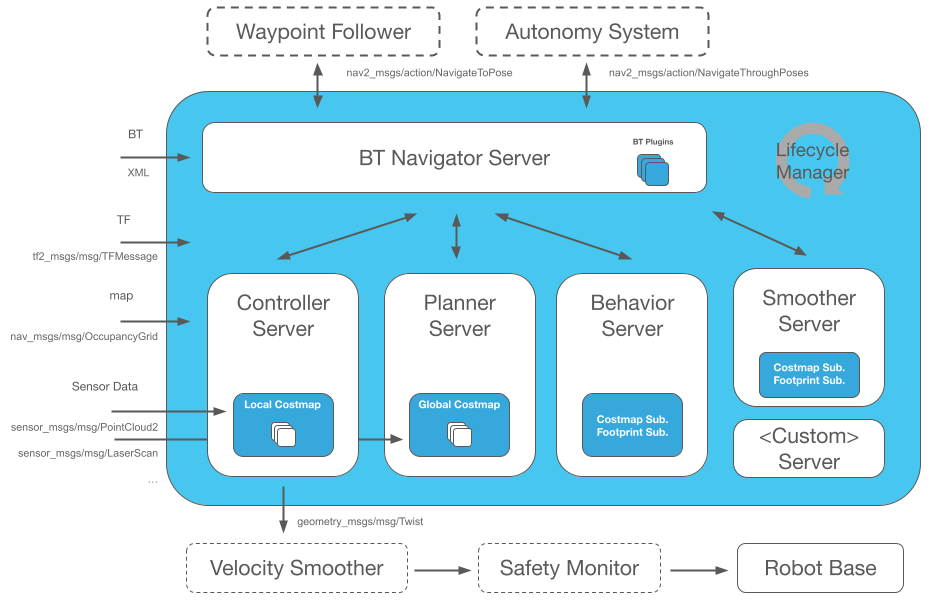 Waypoint Follower
Autonomy System
nav2_msgs/action/NavigateToPose
nav2_msgs/action/NavigateThroughPoses
BT
XML
BT Navigator Server
BT Plugins
Lifecycle
Manager
TF
tf2_msgs/msg/TFMessage
map
nav_msgs/msg/OccupancyGrid
Sensor Data
sensor_msgs/msg/PointCloud2
sensor_msgs/msg/LaserScan
...
Controller
Server
Local Costmap
Planner
Server
Global Costmap
Behavior
Server
Costmap Sub.
Footprint Sub.
Smoother
Server
Costmap Sub.
Footprint Sub.
<Custom>
Server
geometry_msgs/msg/Twist
Velocity Smoother
Safety Monitor
Robot Base